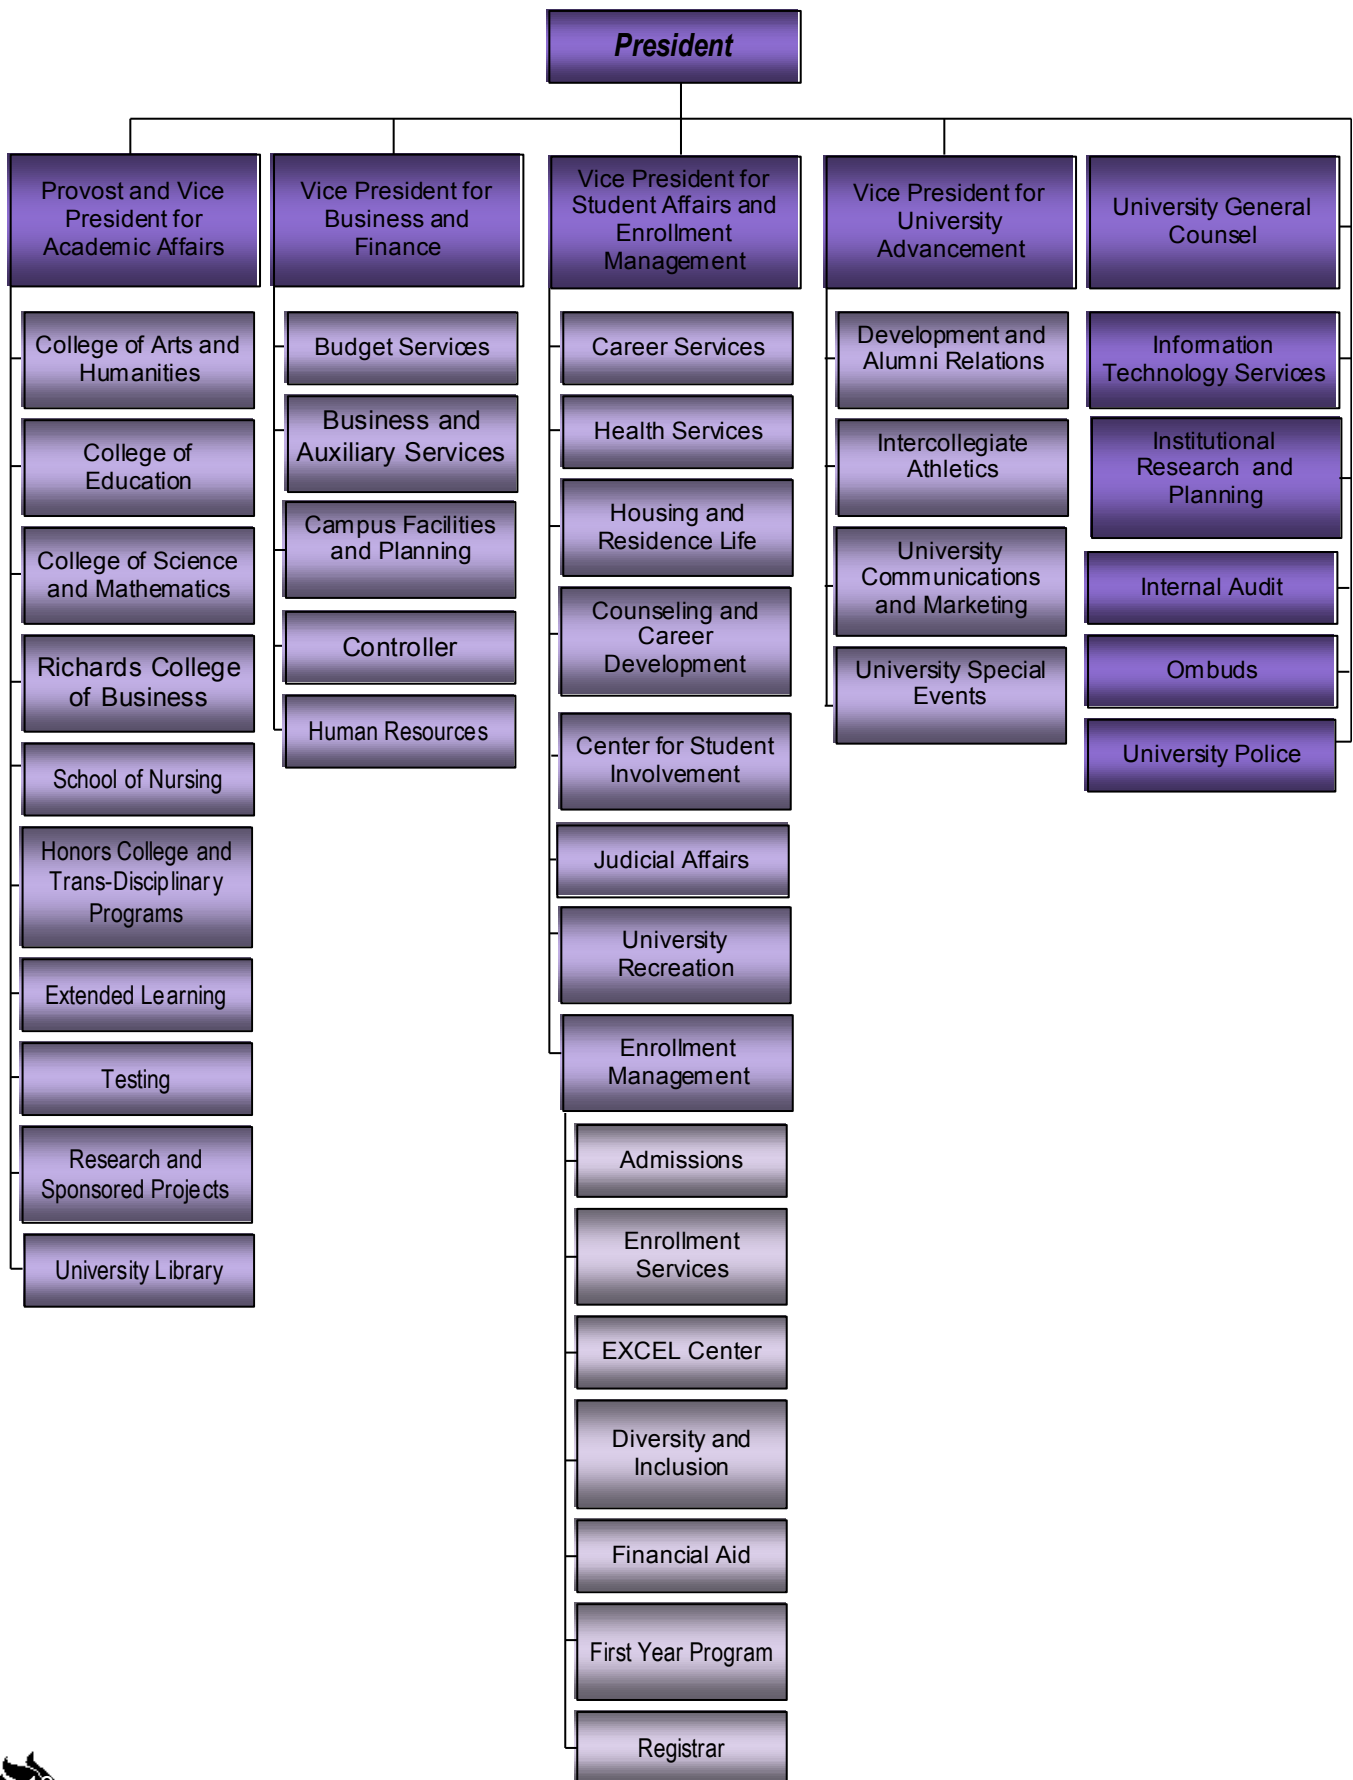 President
Provost and Vice
President for
Academic Affairs
Vice President for
Business and
Finance
Vice President for
Student Affairs and
Enrollment
Management
Vice President for
University
Advancement
University General
Counsel
College of Arts and
Humanities
College of
Education
College of Science
and Mathematics
Richards College
of Business
School of Nursing
Honors College and
Trans-Disciplinary
Programs
Extended Learning
Testing
Research and
Sponsored Projects
University Library
Budget Services
Business and
Auxiliary Services
Campus Facilities
and Planning
Controller
Human Resources
Career Services
Health Services
Housing and
Residence Life
Counseling and
Career
Development
Center for Student
Involvement
Judicial Affairs
University
Recreation
Enrollment
Management
Admissions
Enrollment
Services
EXCEL Center
Diversity and
Inclusion
Financial Aid
First Year Program
Registrar
Development and
Alumni Relations
Intercollegiate
Athletics
University
Communications
and Marketing
University Special
Events
Information
Technology Services
Institutional
Research and
Planning
Internal Audit
Ombuds
University Police